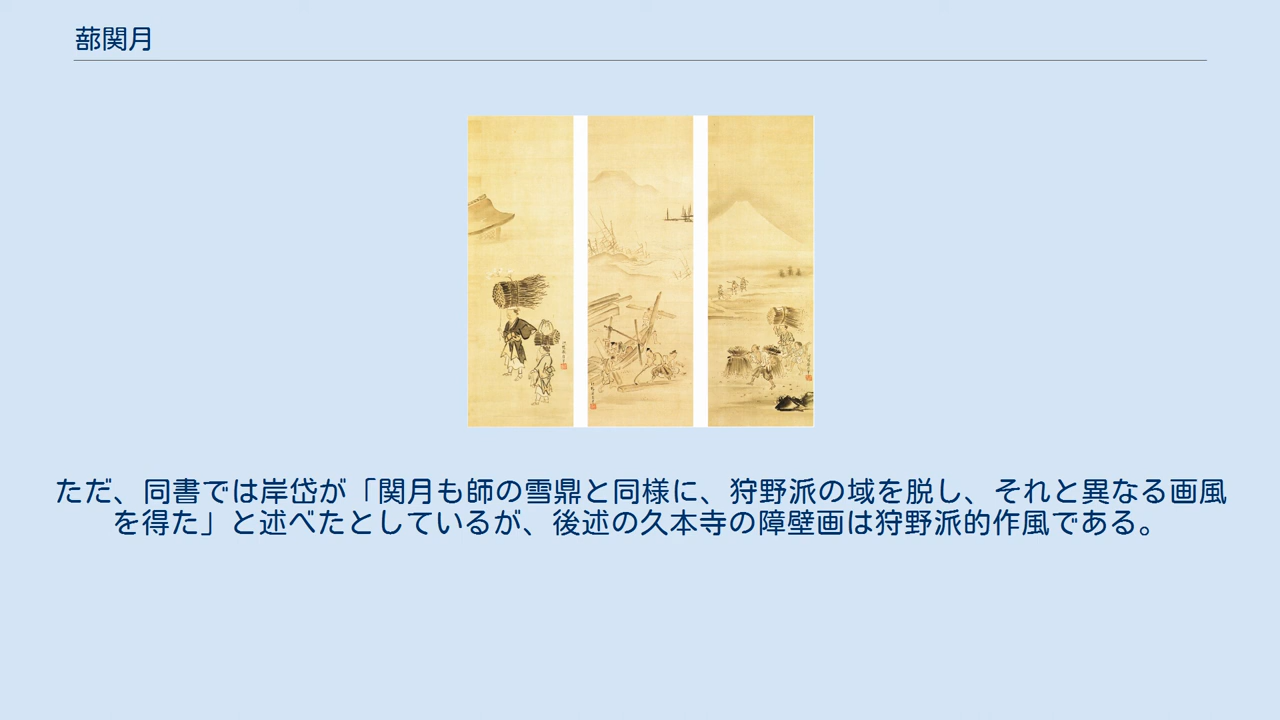 蔀関月
ただ、同書では岸岱が「関月も師の雪鼎と同様に、狩野派の域を脱し、それと異なる画風
を得た」と述べたとしているが、後述の久本寺の障壁画は狩野派的作風である。